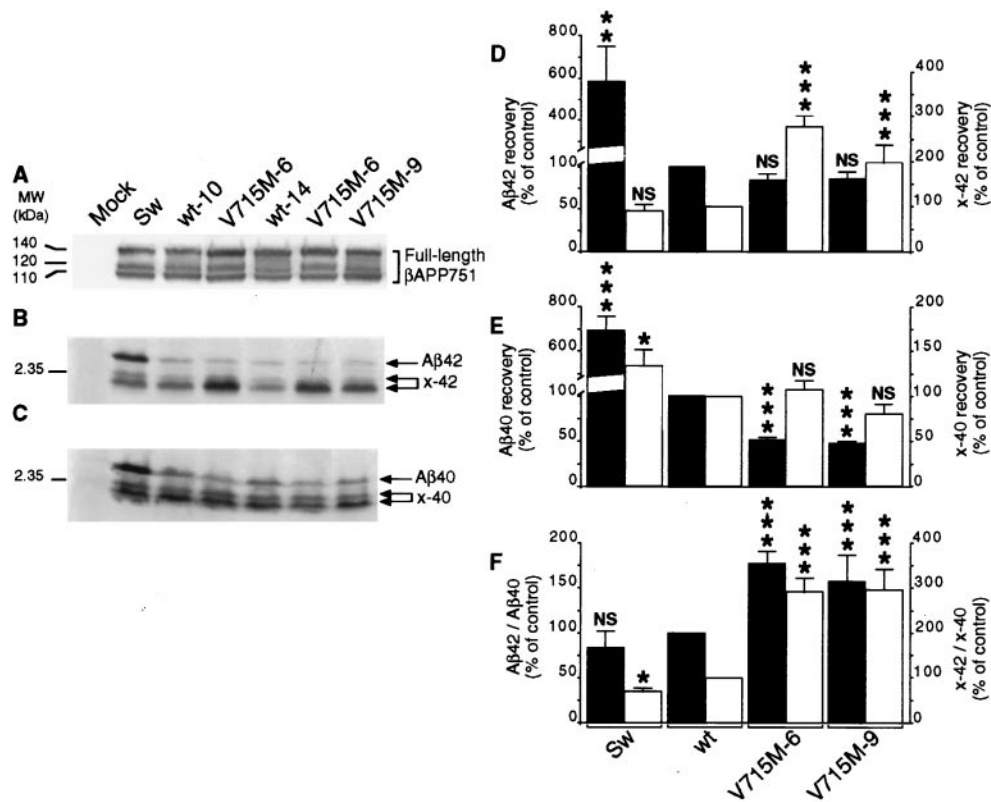 A
MW
(kDa)
Mock
Sw
wt-10
V715M-6
wt-14
V715M-6
V715M-9
140
120
110
Full-length
βAPP751
B
2.35
Aβ42
x-42
C
2.35
Aβ40
x-40
D
Aβ42 recovery
(% of control)
800
600
400
100
50
0
**
NS
NS
***
NS
***
400
300
200
100
0
x-42 recovery
(% of control)
E
Aβ40 recovery
(% of control)
800
600
100
50
0
***
*
***
NS
***
NS
200
150
100
50
0
x-40 recovery
(% of control)
F
Aβ42 / Aβ40
(% of control)
200
150
100
50
0
NS
*
***
***
***
***
400
300
200
100
0
x-42 / x-40
(% of control)
Sw
wt
V715M-6
V715M-9